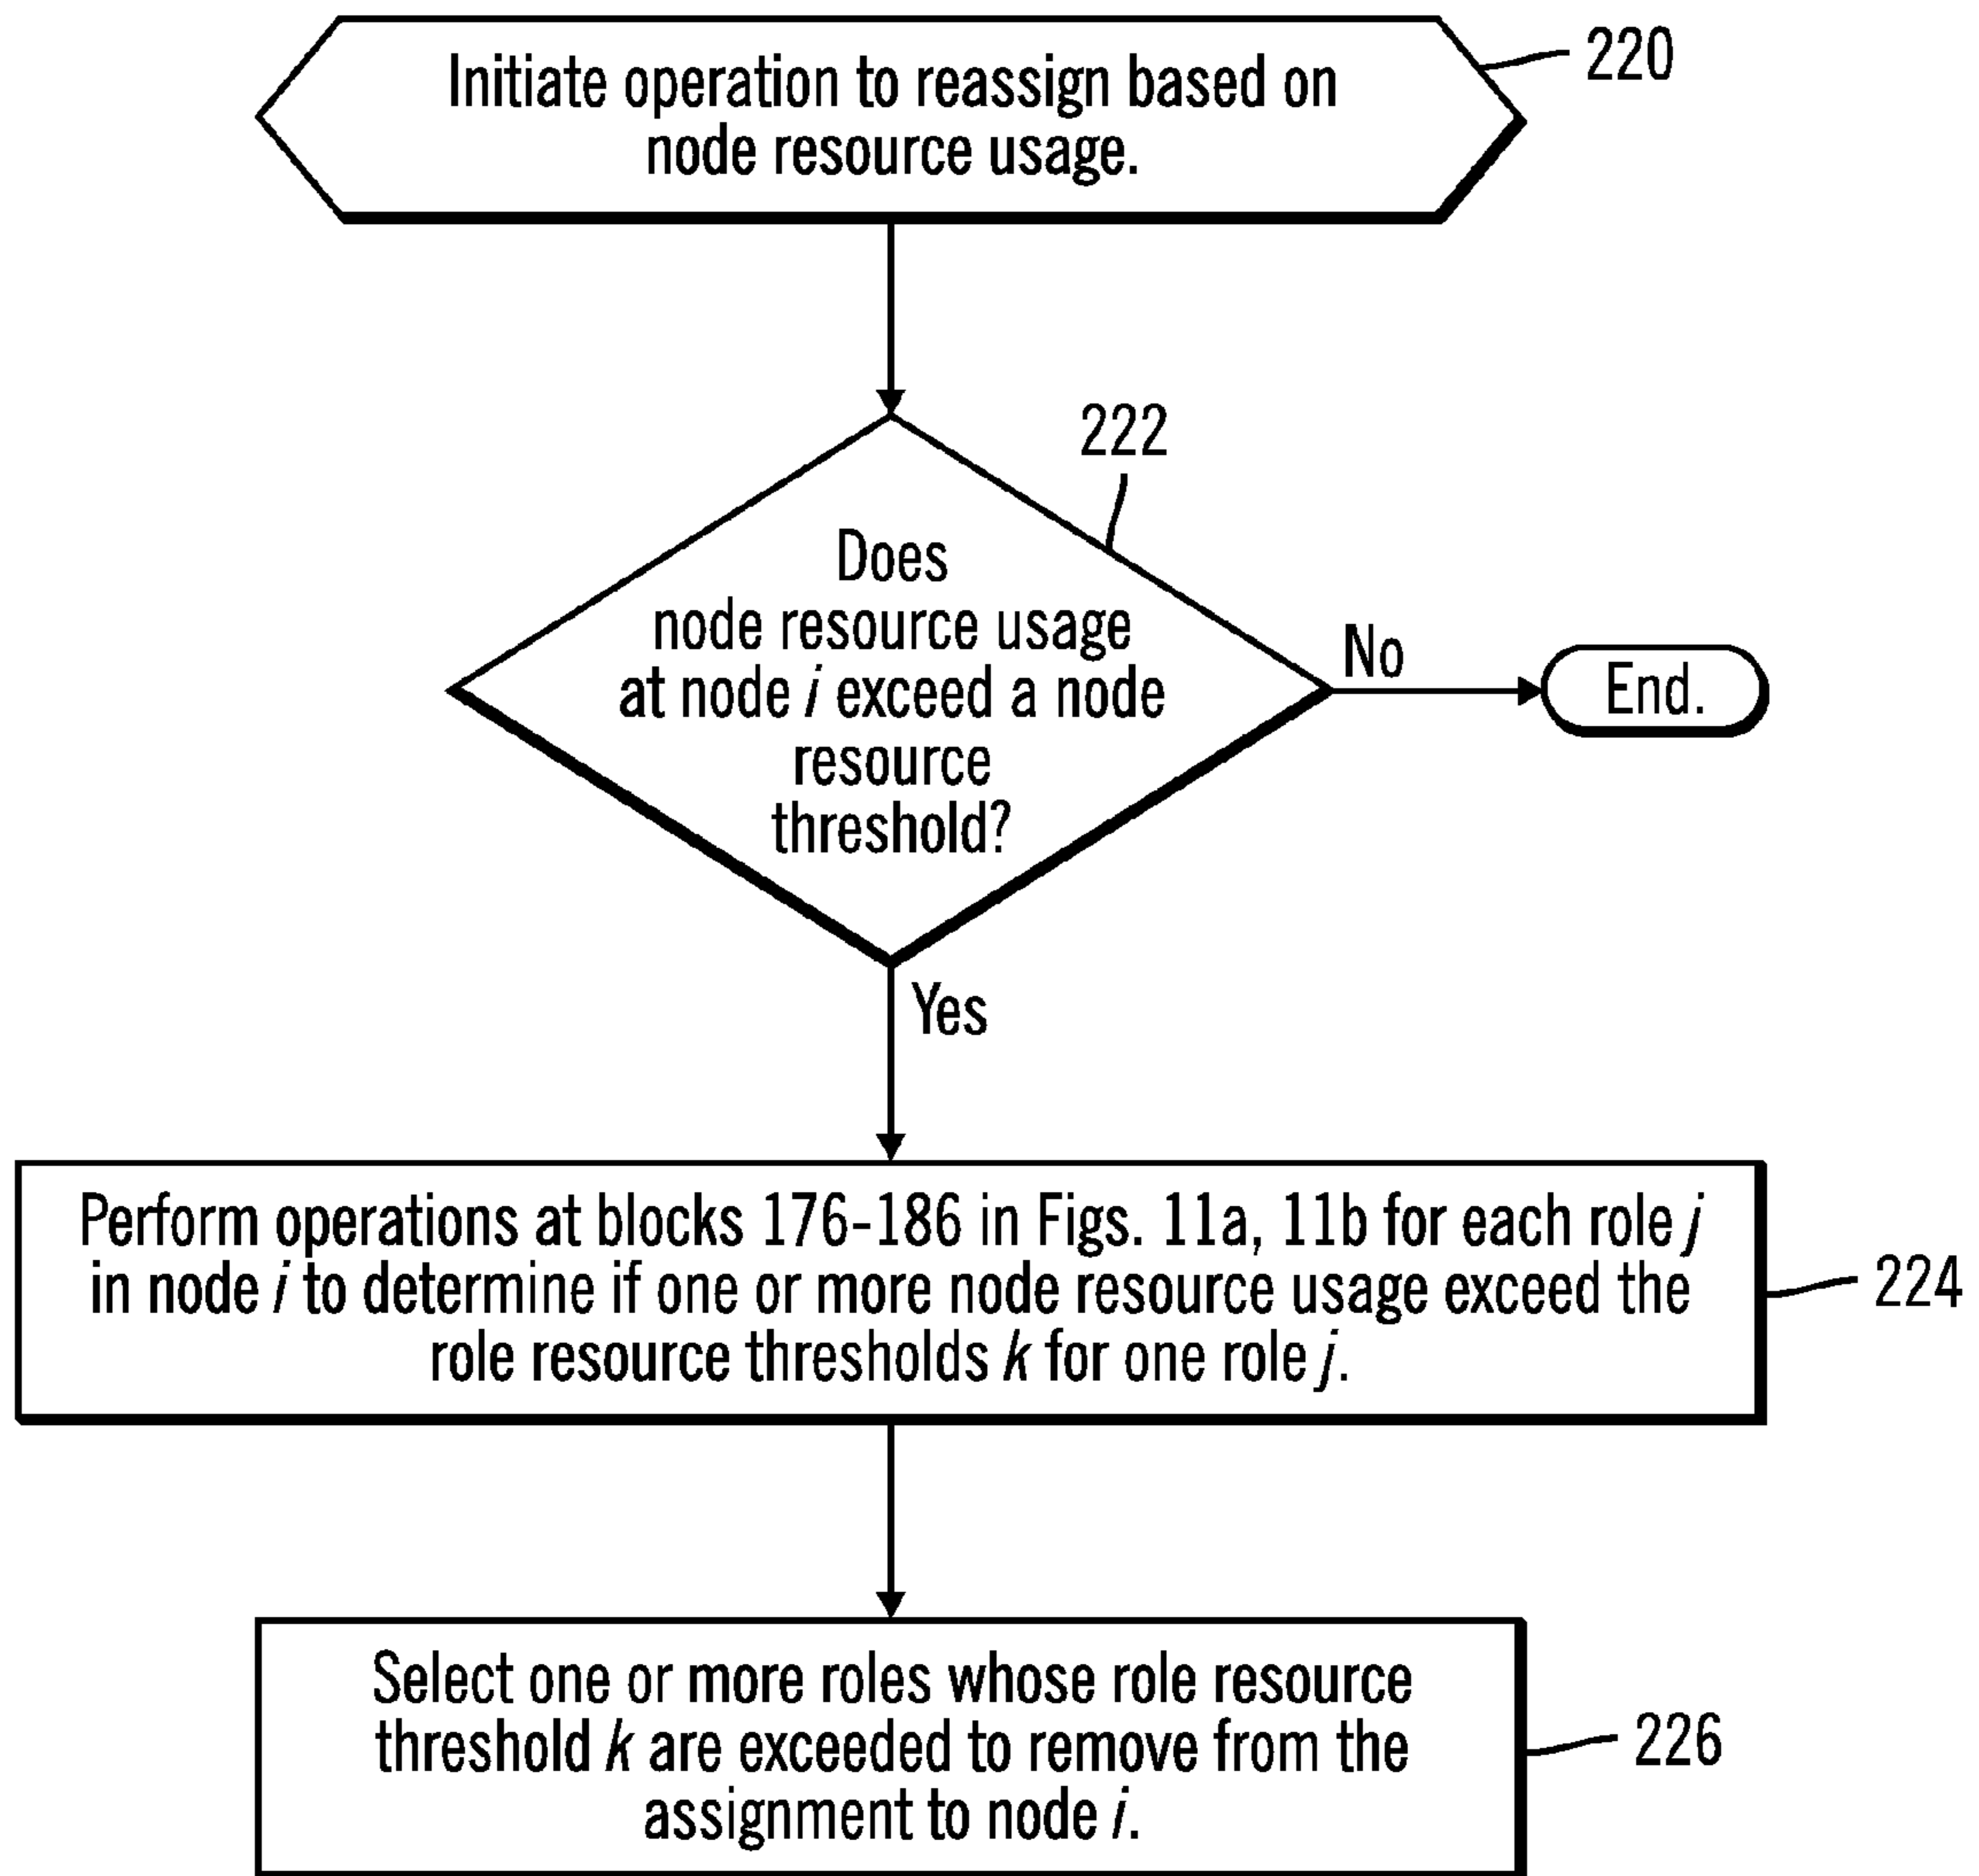 Initiate operation to reassign based on
node resource usage.
220
222
Does
node resource usage
at node i exceed a node
resource
threshold?
No
End.
Yes
Perform operations at blocks 176-186 in Figs. 11a, 11b for each role j
in node i to determine if one or more node resource usage exceed the
role resource thresholds k for one role j.
224
Select one or more roles whose role resource
threshold k are exceeded to remove from the
assignment to node i.
226